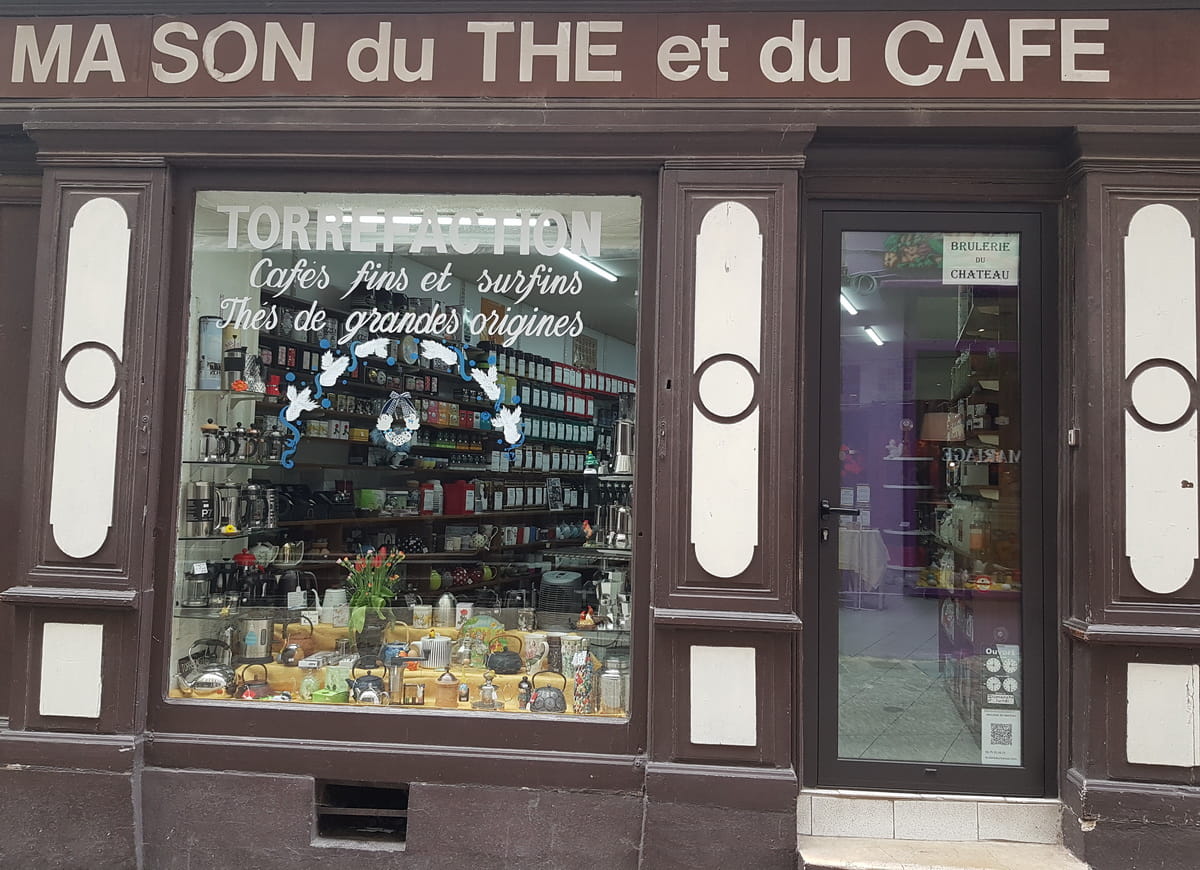 MA SON du THE et du CAFE
TORREFACTION
Cafés fins et surfins
Thés de grandes origines
BRULERIE
DU
CHATEAU
MARIAGE
Ouvert